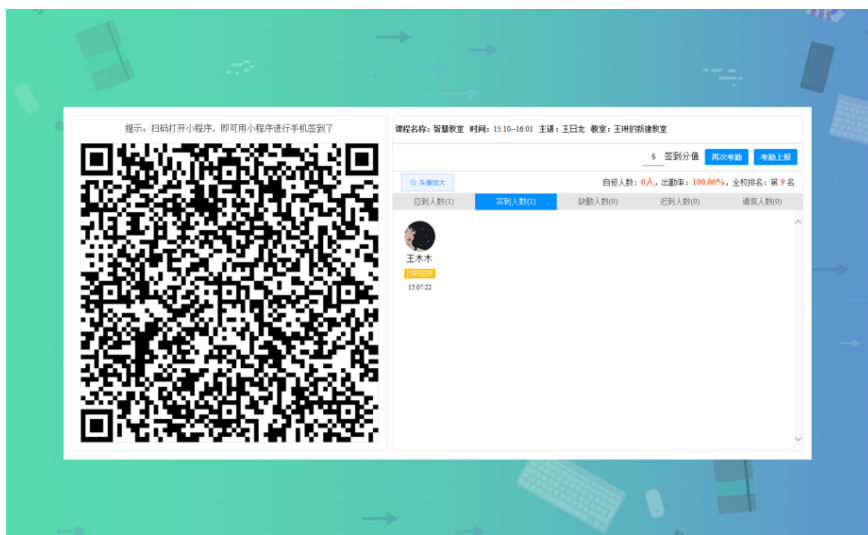 提示：扫码打开小程序，即可用小程序进行手机签到了
课程名称：智慧教室 时间：15:10--16:01 主讲：王日龙 教室：王琳的新建教室
5 签到分值 再次考勤 考勤上报
头像放大 自修人数：0人，出勤率：100.00%，全校排名：第 9 名
应到人数(1) 实到人数(1) 缺勤人数(0) 迟到人数(0) 请假人数(0)
王木木
扫码签到
15:07:22